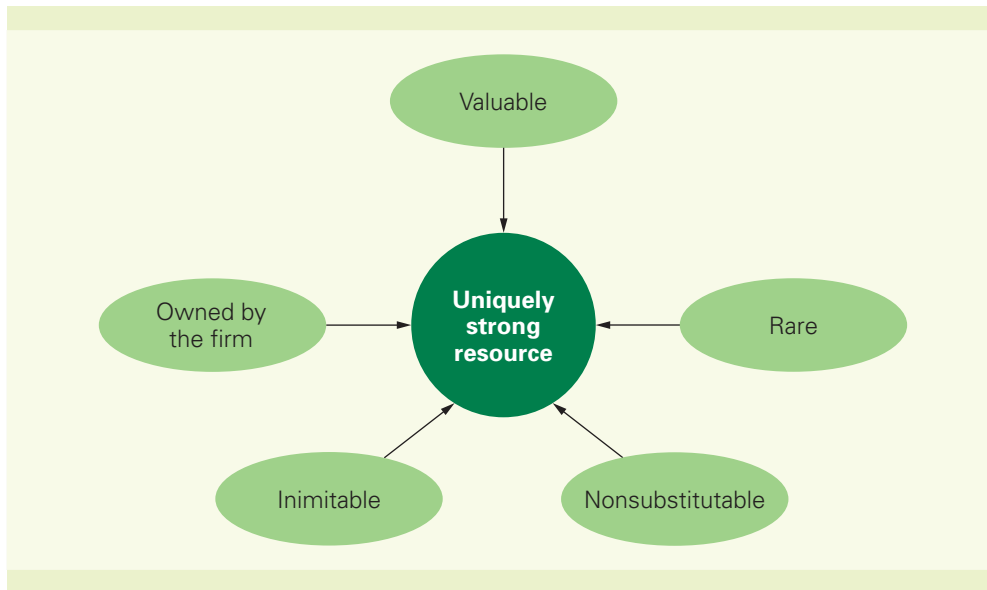 Valuable
Owned by
the firm
Uniquely
strong
resource
Rare
Inimitable
Nonsubstitutable